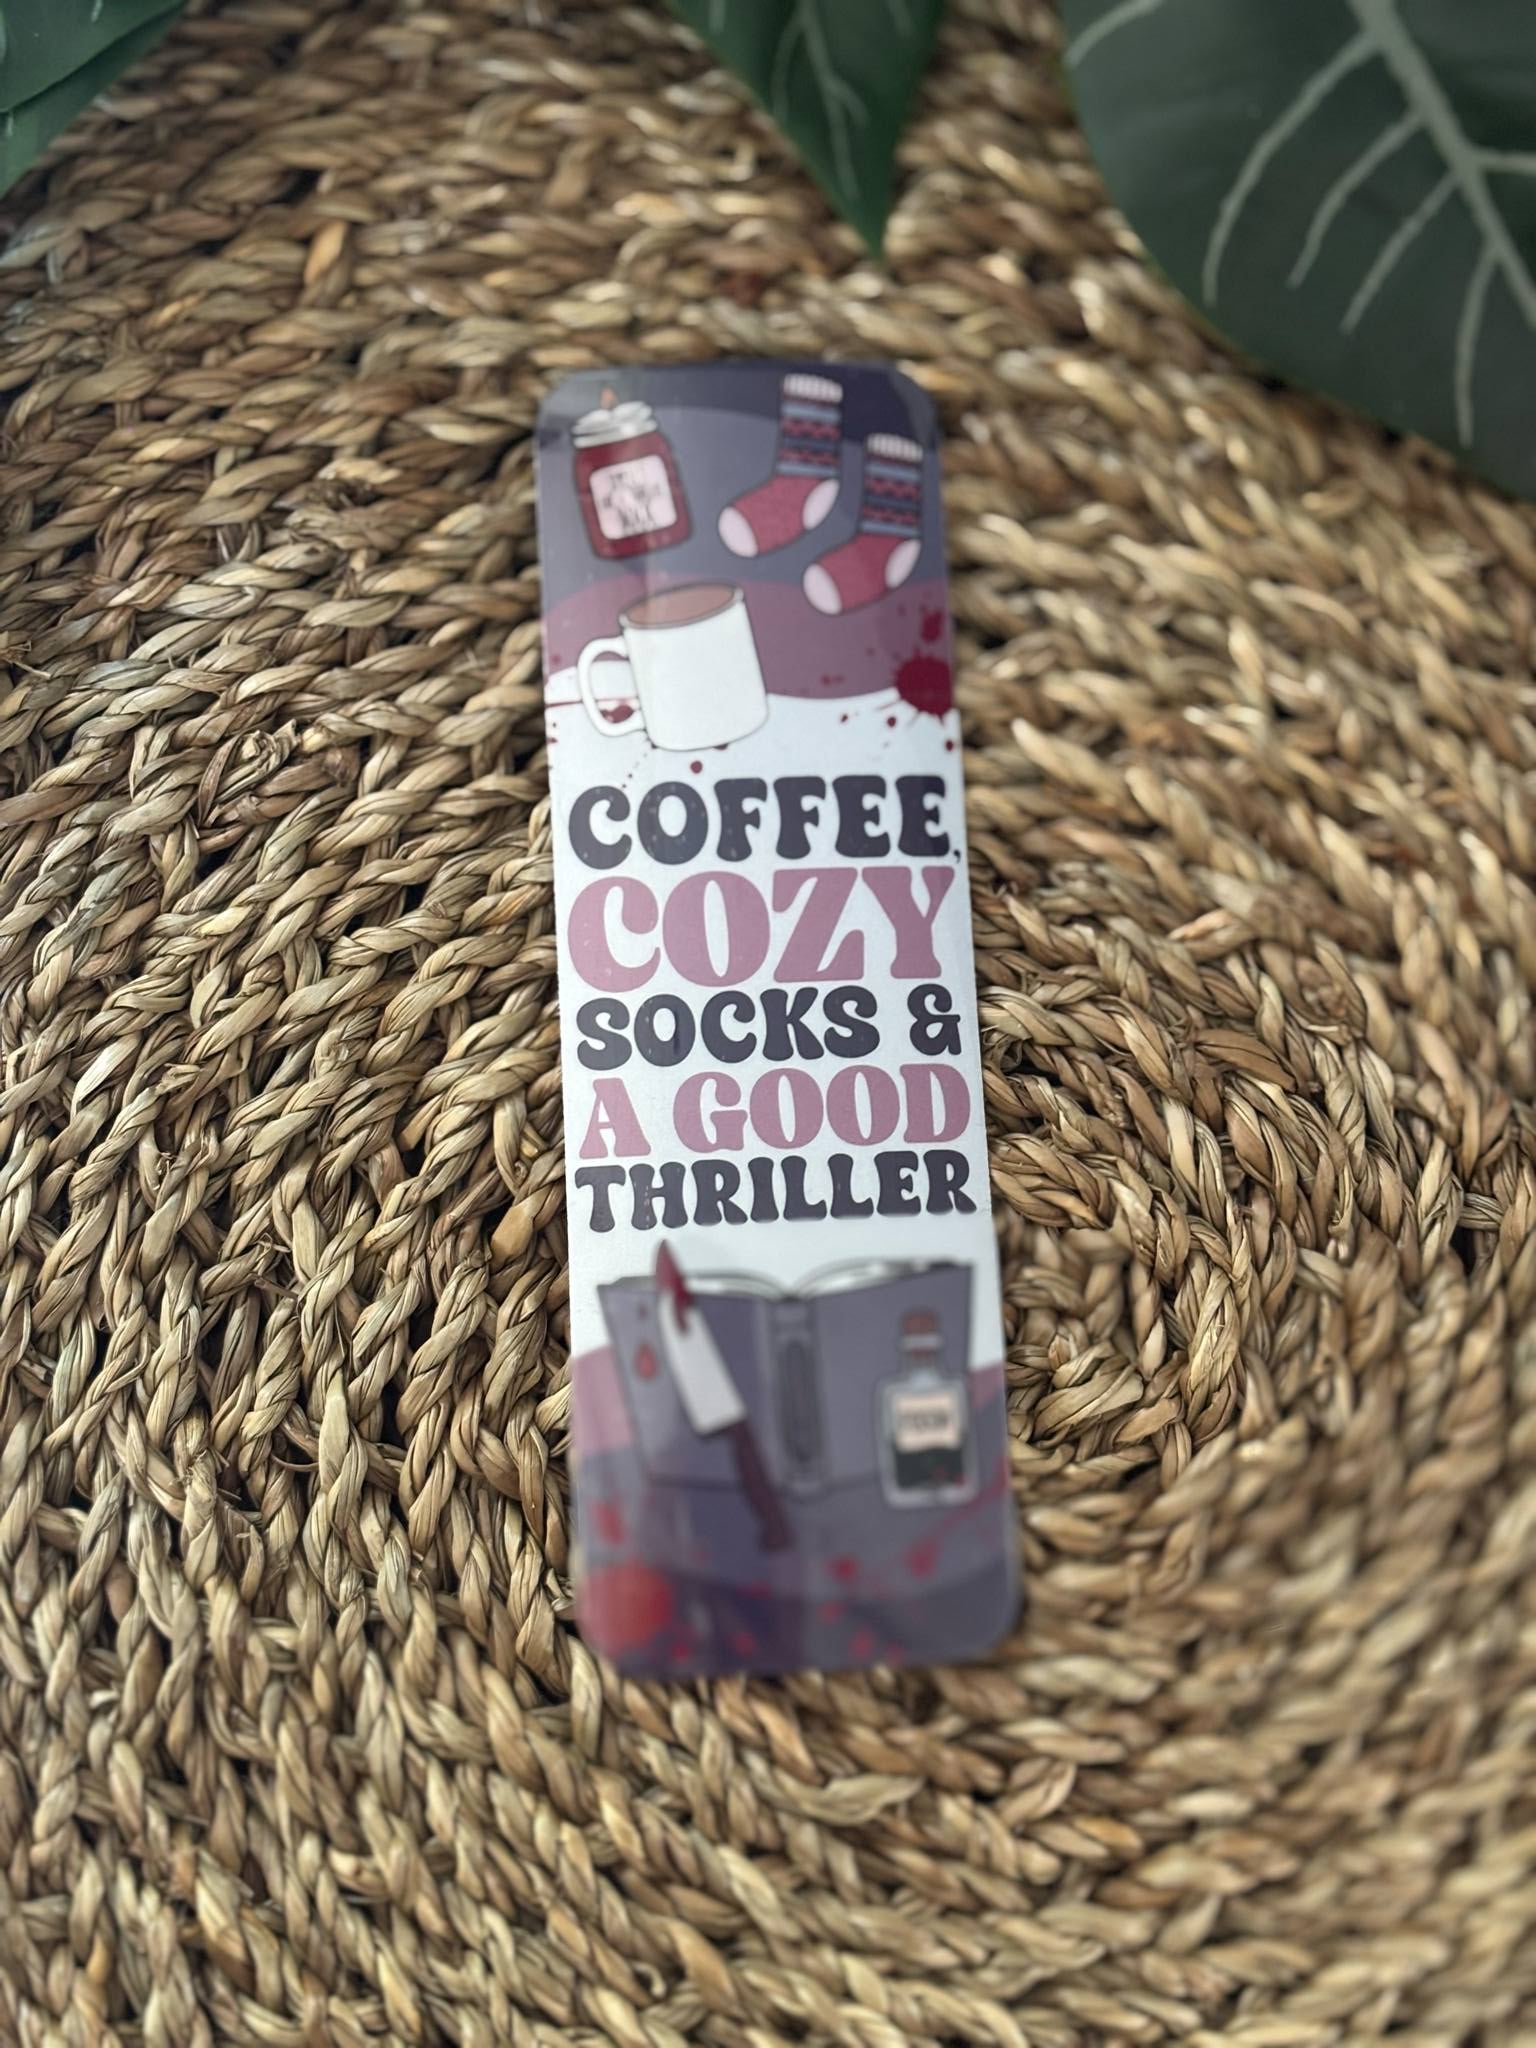 COFFEE,
COZY
SOCKS &
A GOOD
THRILLER